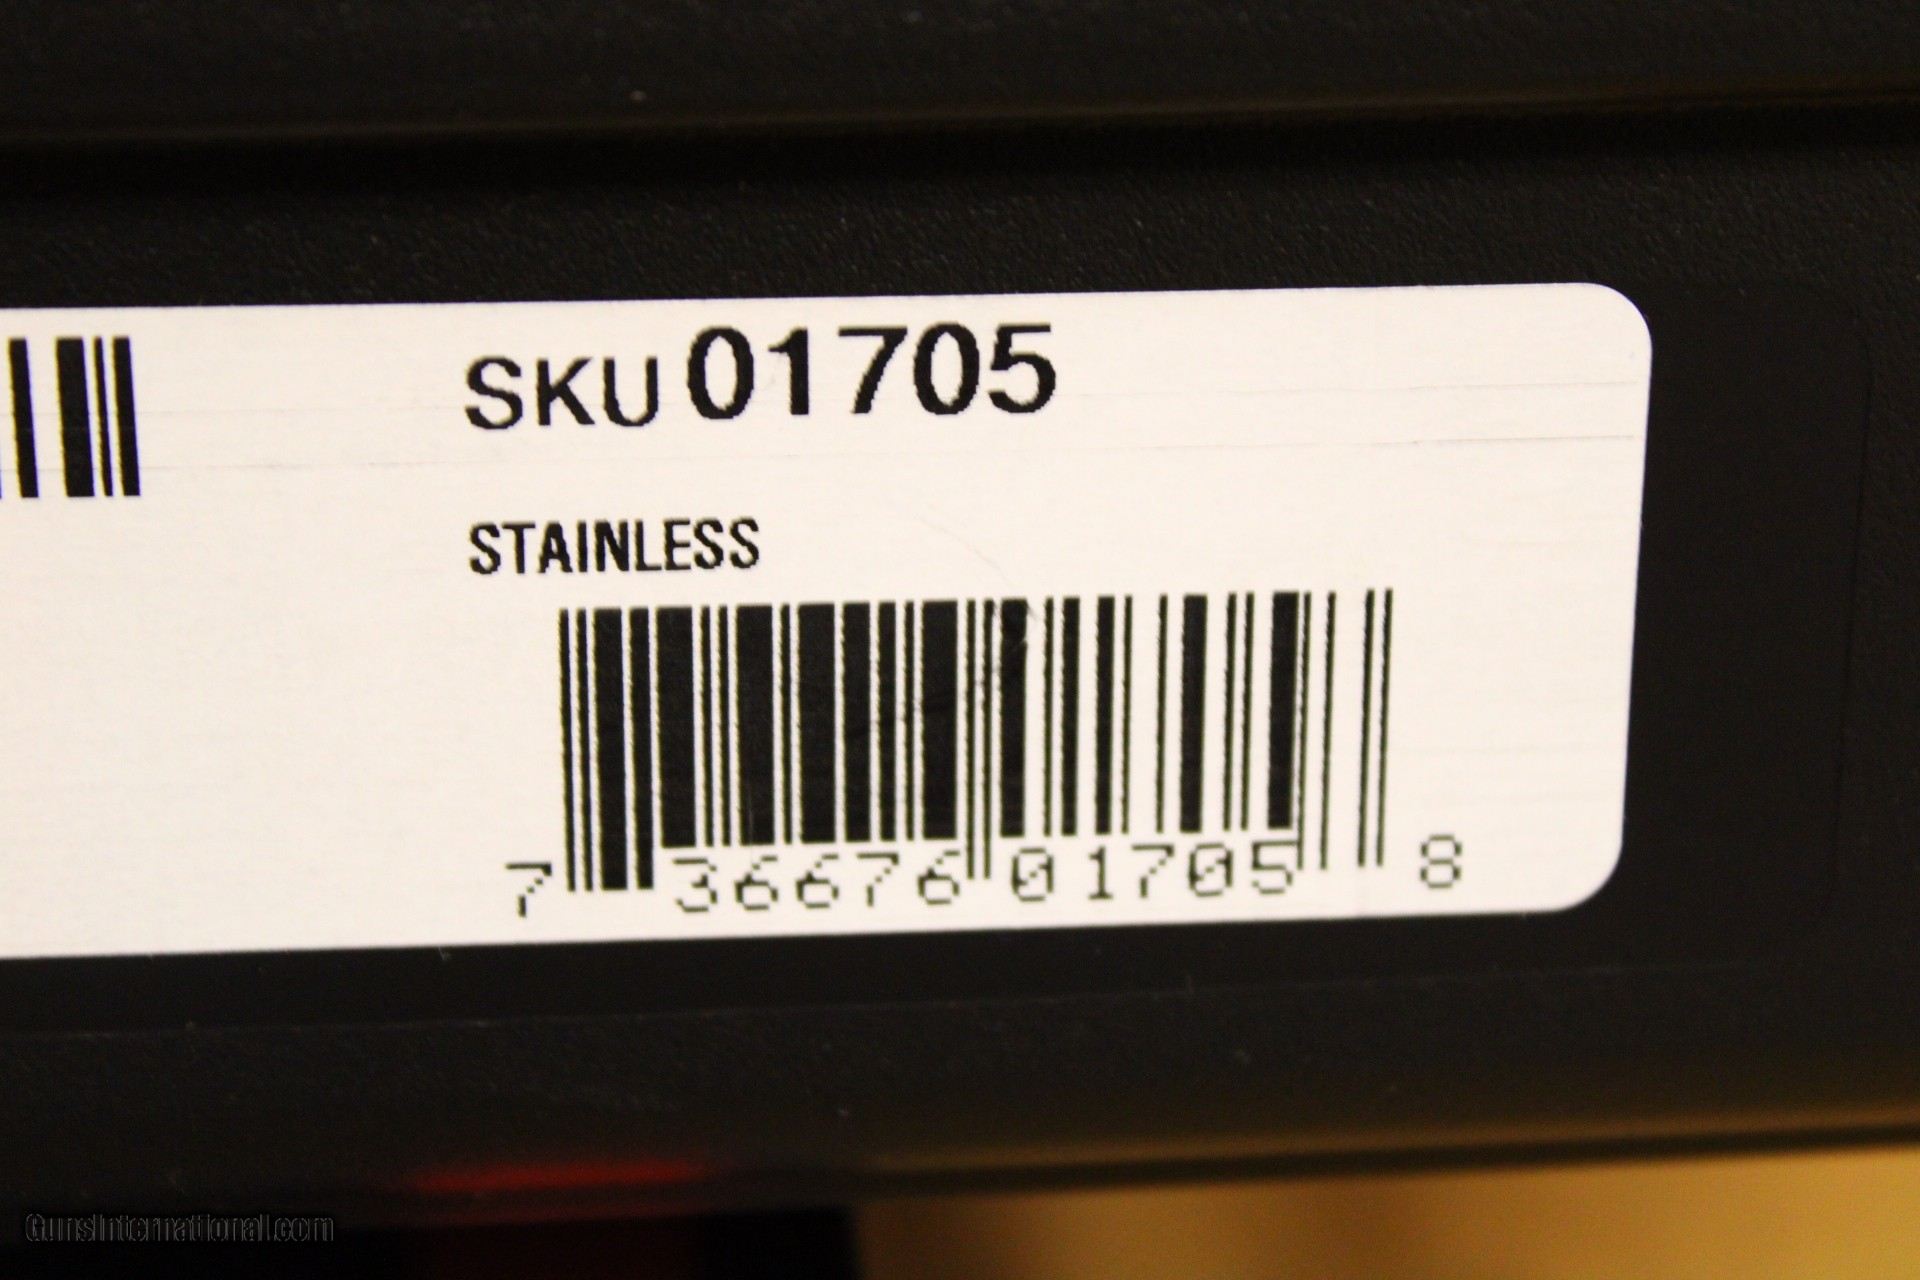 SKU 01705
STAINLESS
7 36676 01705 8
GunsInternational.com